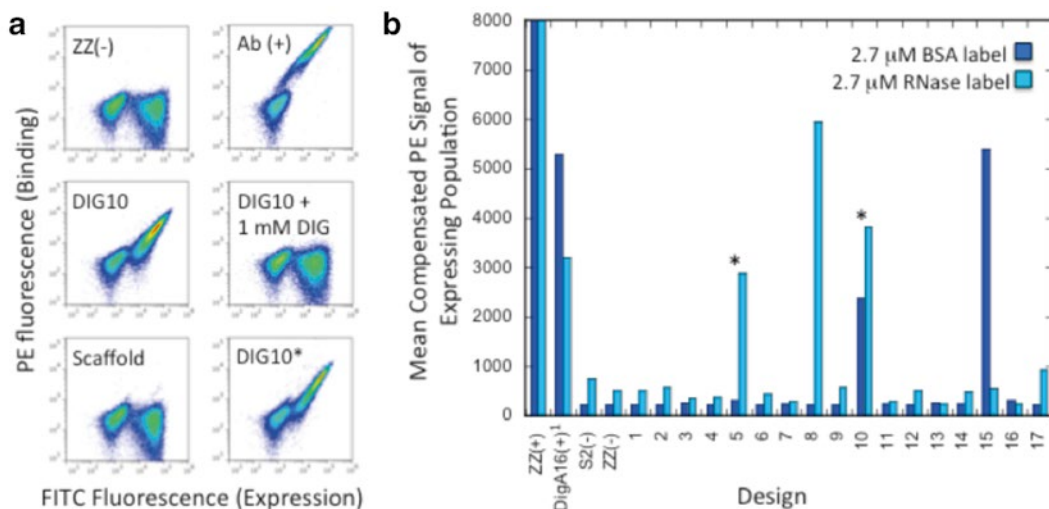 a
ZZ(-)
Ab (+)
DIG10
DIG10 +
1 mM DIG
Scaffold
DIG10*
PE fluorescence (Binding)
FITC Fluorescence (Expression)
b
8000
7000
6000
5000
4000
3000
2000
1000
0
Mean Compensated PE Signal of
Expressing Population
2.7 μM BSA label
2.7 μM RNase label
*
*
ZZ(+)
DigA16(+)1
S2(-)
ZZ(-)
1
2
3
4
5
6
7
8
9
10
11
12
13
14
15
16
17
Design